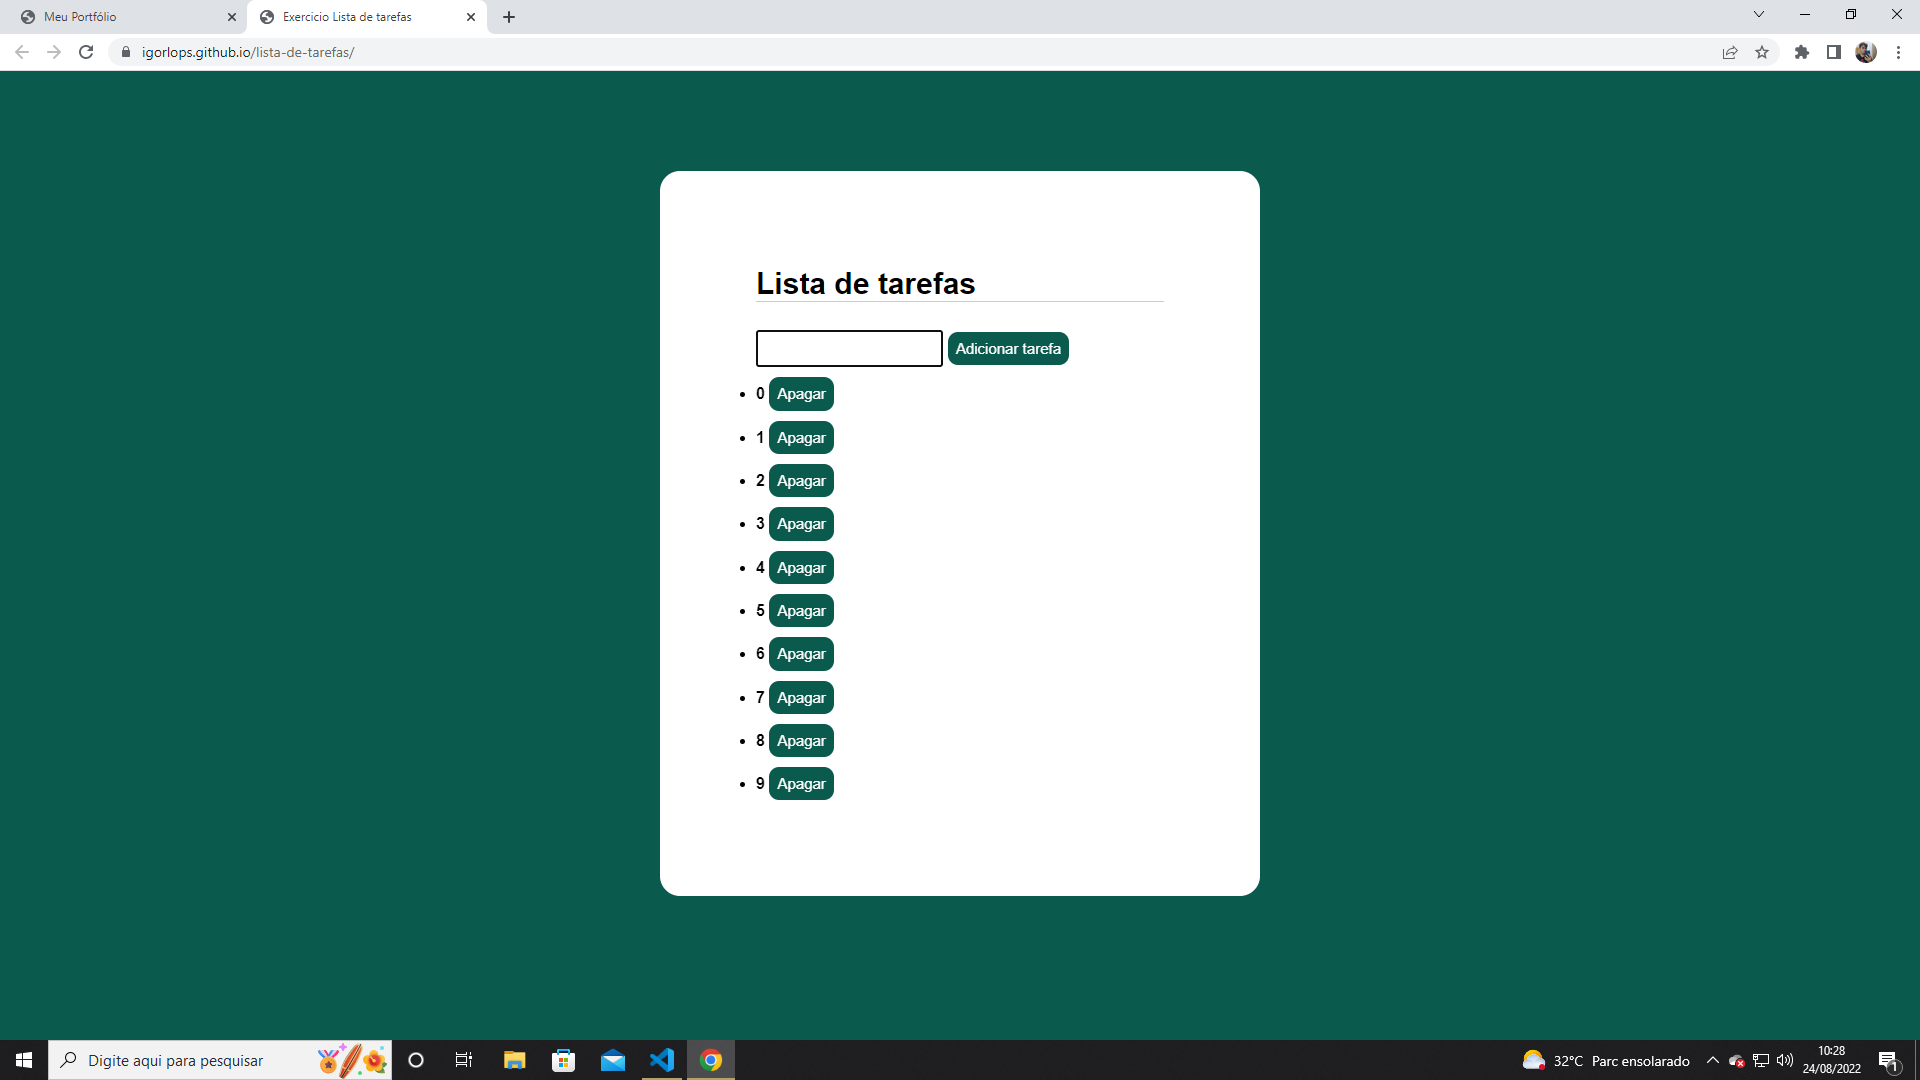 Meu Portfólio
Exercicio Lista de tarefas
igorlops.github.io/lista-de-tarefas/
Lista de tarefas
Adicionar tarefa
0 Apagar
1 Apagar
2 Apagar
3 Apagar
4 Apagar
5 Apagar
6 Apagar
7 Apagar
8 Apagar
9 Apagar
Digite aqui para pesquisar
32°C Parc ensolarado
10:28
24/08/2022
1